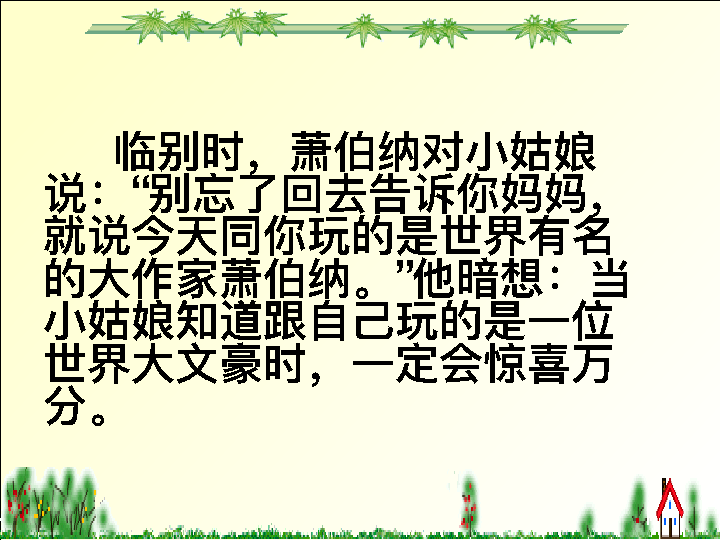 临别时，萧伯纳对小姑娘
说：“别忘了回去告诉你妈妈，
就说今天同你玩的是世界有名
的大作家萧伯纳。”他暗想：当
小姑娘知道跟自己玩的是一位
世界大文豪时，一定会惊喜万
分。